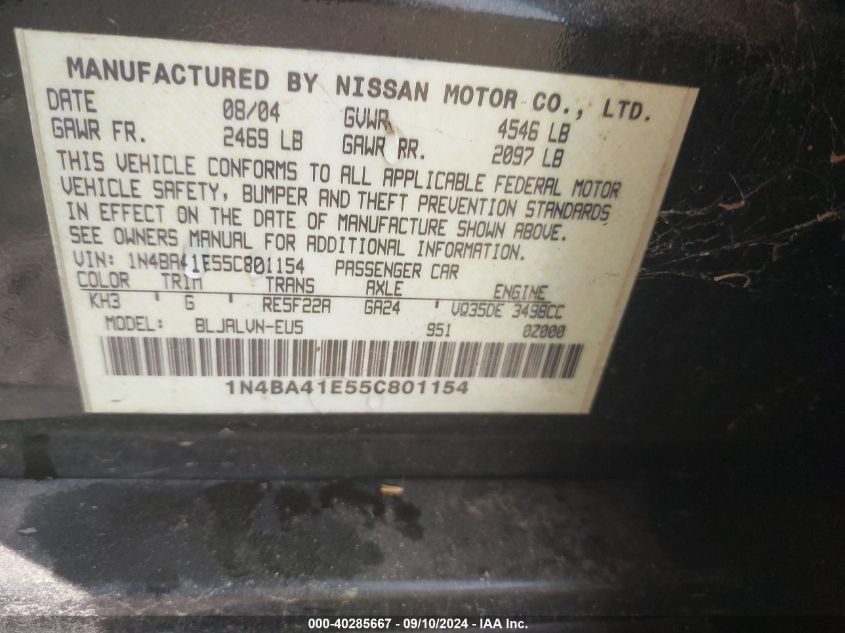 MANUFACTURED BY NISSAN MOTOR CO., LTD.
DATE 08/04 GVWR 4546 LB
GAWR FR. 2469 LB GAWR RR. 2097 LB
THIS VEHICLE CONFORMS TO ALL APPLICABLE FEDERAL MOTOR
VEHICLE SAFETY, BUMPER AND THEFT PREVENTION STANDARDS
IN EFFECT ON THE DATE OF MANUFACTURE SHOWN ABOVE.
SEE OWNERS MANUAL FOR ADDITIONAL INFORMATION.
VIN: 1N4BA41E55C801154 PASSENGER CAR
COLOR TRIM TRANS AXLE ENGINE
KH3 ' G ' RE5F22A GA24 ' VQ35DE 3498CC
MODEL: BLJALVN-EU5 951 0Z000
1N4BA41E55C801154
000-40285667 - 09/10/2024 - IAA Inc.